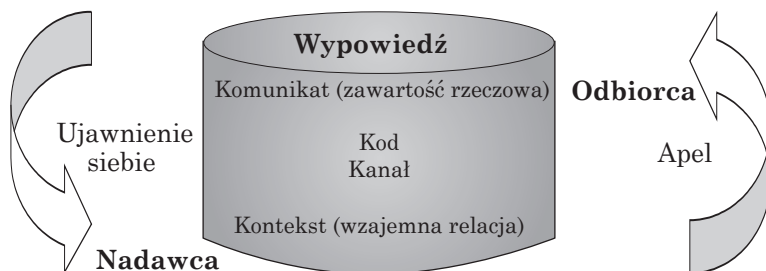 Wypowiedź
Komunikat (zawartość rzeczowa)
Odbiorca
Ujawnienie
siebie
Kod
Kanał
Apel
Kontekst (wzajemna relacja)
Nadawca